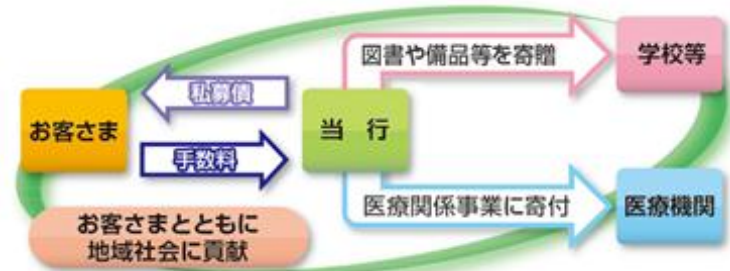 図書や備品等を寄贈
学校等
私募債
お客さま
当 行
手数料
医療関係事業に寄付
医療機関
お客さまとともに
地域社会に貢献